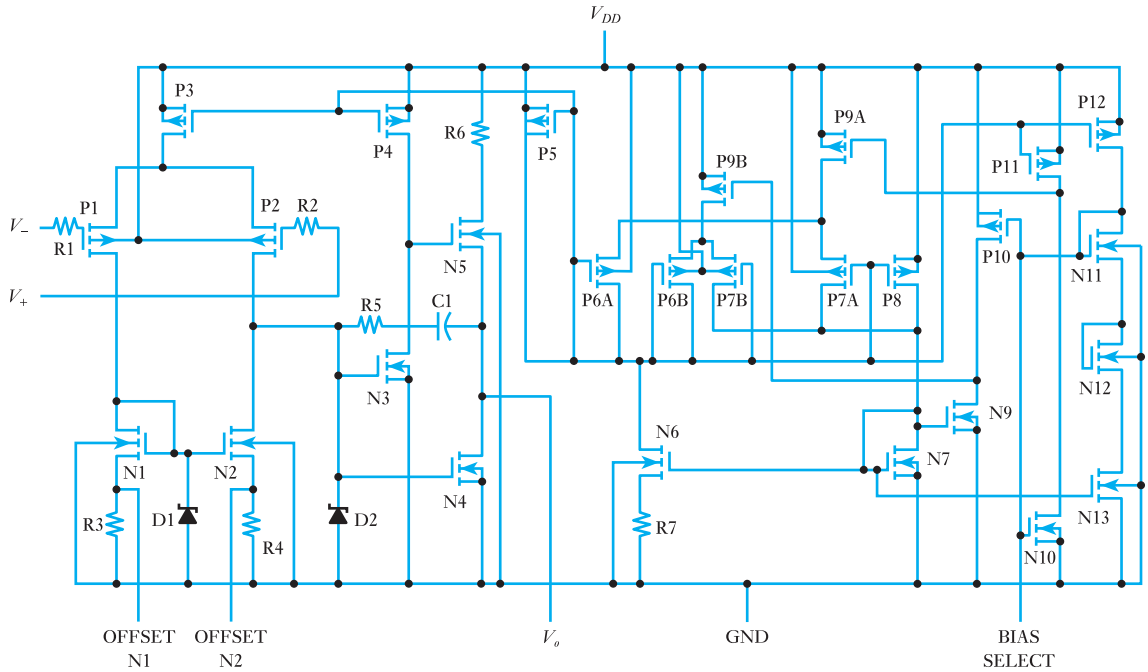 V_DD
P3
P4
R6
P5
P9A
P12
P11
P9B
V_−
P1
R1
P2
R2
N5
P10
N11
V_+
P6A
P6B
P7B
P7A
P8
R5
C1
N3
N12
N1
N2
N4
N6
N7
N9
R3
D1
R4
D2
R7
N13
N10
OFFSET
N1
OFFSET
N2
V_o
GND
BIAS
SELECT